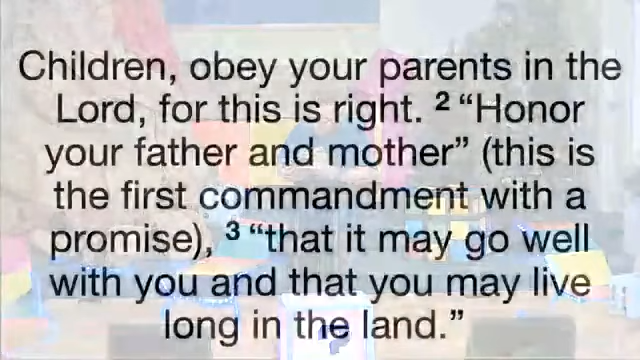 Children, obey your parents in the
Lord, for this is right. ² “Honor
your father and mother” (this is
the first commandment with a
promise), ³ “that it may go well
with you and that you may live
long in the land.”